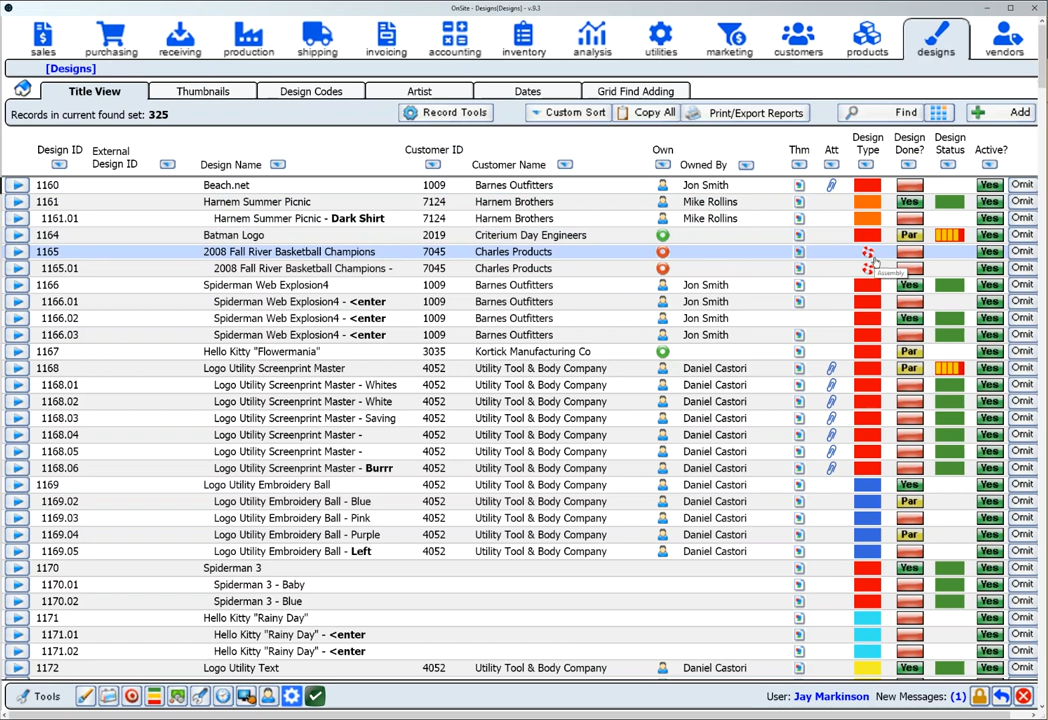 OnSite - Designs[Designs] - v.9.3
sales purchasing receiving production shipping invoicing accounting inventory analysis utilities marketing customers products designs vendors
[Designs]
Title View Thumbnails Design Codes Artist Dates Grid Find Adding
Records in current found set: 325 Record Tools Custom Sort Copy All Print/Export Reports Find Add
Design ID External Design ID Design Name Customer ID Customer Name Own Owned By Thm Att Design Type Design Done? Design Status Active?
1160 Beach.net 1009 Barnes Outfitters Jon Smith Yes Omit
1161 Harnem Summer Picnic 7124 Harnem Brothers Mike Rollins Yes Yes Omit
1161.01 Harnem Summer Picnic - Dark Shirt 7124 Harnem Brothers Mike Rollins Yes Omit
1164 Batman Logo 2019 Criterium Day Engineers Par Yes Omit
1165 2008 Fall River Basketball Champions 7045 Charles Products Yes Omit
1165.01 2008 Fall River Basketball Champions - 7045 Charles Products Assembly Yes Omit
1166 Spiderman Web Explosion4 1009 Barnes Outfitters Jon Smith Yes Yes Omit
1166.01 Spiderman Web Explosion4 - <enter 1009 Barnes Outfitters Jon Smith Yes Omit
1166.02 Spiderman Web Explosion4 - <enter 1009 Barnes Outfitters Jon Smith Yes Yes Omit
1166.03 Spiderman Web Explosion4 - <enter 1009 Barnes Outfitters Jon Smith Yes Omit
1167 Hello Kitty "Flowermania" 3035 Kortick Manufacturing Co Par Yes Omit
1168 Logo Utility Screenprint Master 4052 Utility Tool & Body Company Daniel Castori Par Yes Omit
1168.01 Logo Utility Screenprint Master - Whites 4052 Utility Tool & Body Company Daniel Castori Yes Omit
1168.02 Logo Utility Screenprint Master - White 4052 Utility Tool & Body Company Daniel Castori Yes Omit
1168.03 Logo Utility Screenprint Master - Saving 4052 Utility Tool & Body Company Daniel Castori Yes Omit
1168.04 Logo Utility Screenprint Master - 4052 Utility Tool & Body Company Daniel Castori Yes Omit
1168.05 Logo Utility Screenprint Master - 4052 Utility Tool & Body Company Daniel Castori Yes Omit
1168.06 Logo Utility Screenprint Master - Burrr 4052 Utility Tool & Body Company Daniel Castori Yes Omit
1169 Logo Utility Embroidery Ball 4052 Utility Tool & Body Company Daniel Castori Yes Yes Omit
1169.02 Logo Utility Embroidery Ball - Blue 4052 Utility Tool & Body Company Daniel Castori Par Yes Omit
1169.03 Logo Utility Embroidery Ball - Pink 4052 Utility Tool & Body Company Daniel Castori Yes Omit
1169.04 Logo Utility Embroidery Ball - Purple 4052 Utility Tool & Body Company Daniel Castori Par Yes Omit
1169.05 Logo Utility Embroidery Ball - Left 4052 Utility Tool & Body Company Daniel Castori Yes Omit
1170 Spiderman 3 Yes Yes Omit
1170.01 Spiderman 3 - Baby Yes Omit
1170.02 Spiderman 3 - Blue Yes Omit
1171 Hello Kitty "Rainy Day" Yes Omit
1171.01 Hello Kitty "Rainy Day" - <enter Yes Omit
1171.02 Hello Kitty "Rainy Day" - <enter Yes Omit
1172 Logo Utility Text 4052 Utility Tool & Body Company Daniel Castori Yes Yes Omit
Tools User: Jay Markinson New Messages: (1)